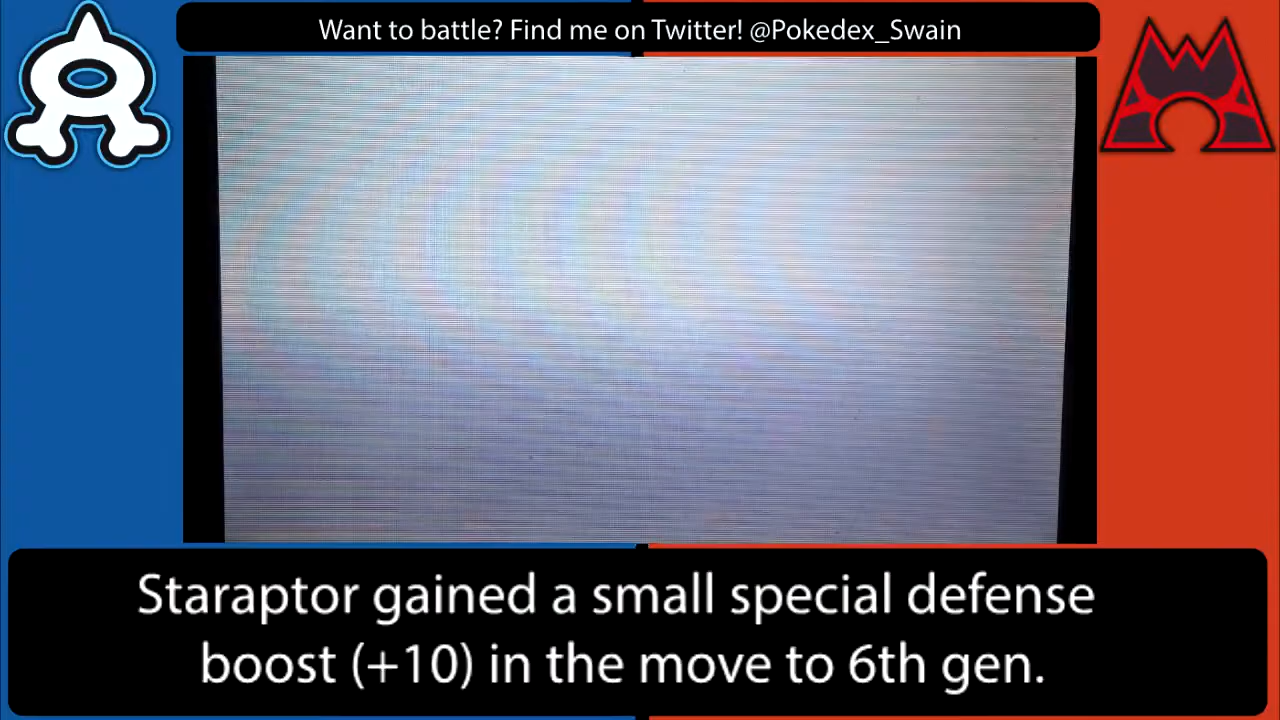 Want to battle? Find me on Twitter! @Pokedex_Swain
Staraptor gained a small special defense
boost (+10) in the move to 6th gen.